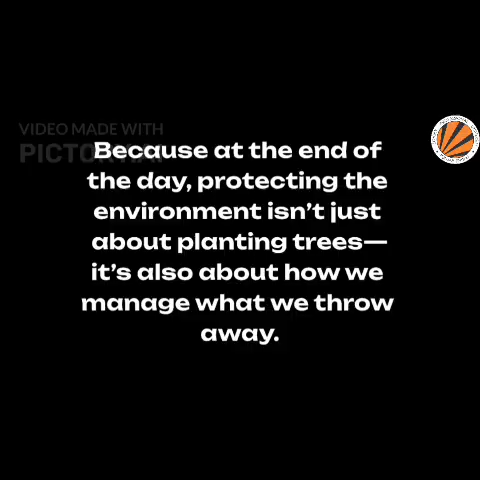 VIDEO MADE WITH
Because at the end of
the day, protecting the
environment isn't just
about planting trees—
it's also about how we
manage what we throw
away.